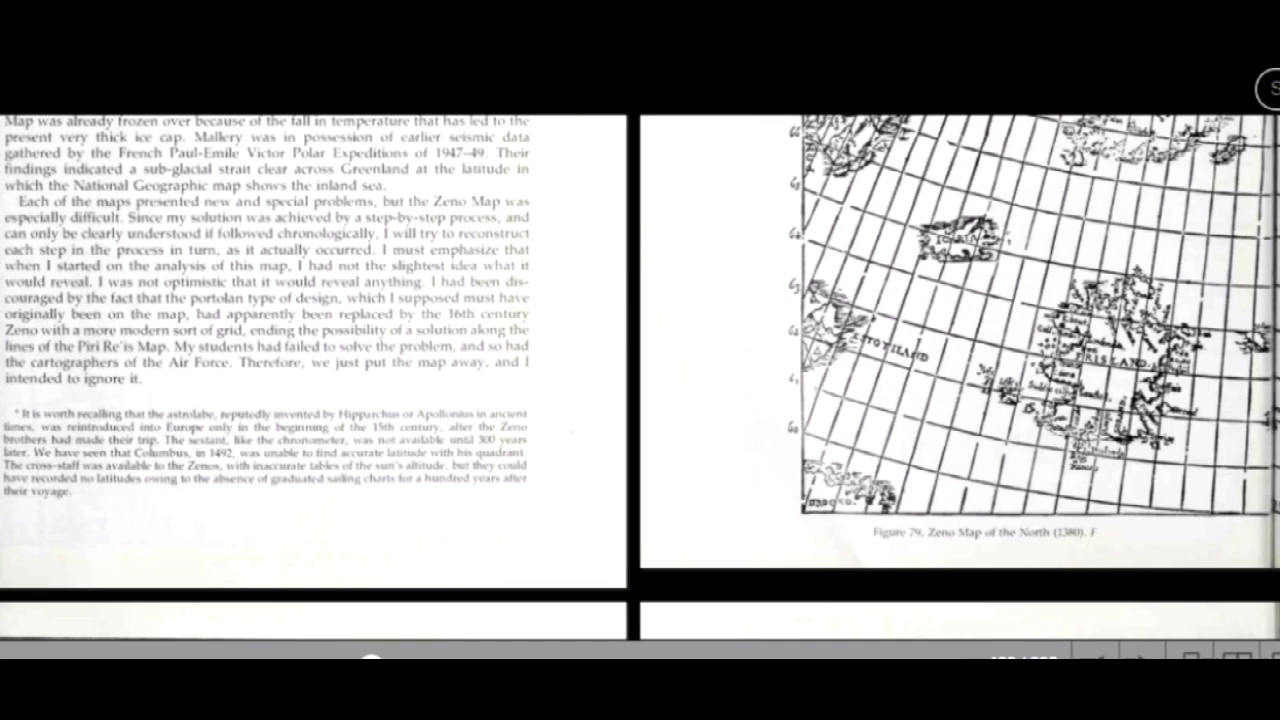 Map was already frozen over because of the fall in temperature that has led to the
present very thick ice cap. Mallery was in possession of earlier seismic data
gathered by the French Paul-Emile Victor Polar Expeditions of 1947–49. Their
findings indicated a sub-glacial strait clear across Greenland at the latitude in
which the National Geographic map shows the inland sea.
Each of the maps presented new and special problems, but the Zeno Map was
especially difficult. Since my solution was achieved by a step-by-step process, and
can only be clearly understood if followed chronologically, I will try to reconstruct
each step in the process in turn, as it actually occurred. I must emphasize that
when I started on the analysis of this map, I had not the slightest idea what it
would reveal. I was not optimistic that it would reveal anything. I had been dis-
couraged by the fact that the portolan type of design, which I supposed must have
originally been on the map, had apparently been replaced by the 16th century
Zeno with a more modern sort of grid, ending the possibility of a solution along the
lines of the Piri Re'is Map. My students had failed to solve the problem, and so had
the cartographers of the Air Force. Therefore, we just put the map away, and I
intended to ignore it.
* It is worth recalling that the astrolabe, reputedly invented by Hipparchus or Apollonius in ancient
times, was reintroduced into Europe only in the beginning of the 15th century, after the Zeno
brothers had made their trip. The sextant, like the chronometer, was not available until 300 years
later. We have seen that Columbus, in 1492, was unable to find accurate latitude with his quadrant.
The cross-staff was available to the Zenos, with inaccurate tables of the sun's altitude, but they could
have recorded no latitudes owing to the absence of graduated sailing charts for a hundred years after
their voyage.
S
ESTOTILAND
FRISLAND
Figure 79. Zeno Map of the North (1380). F